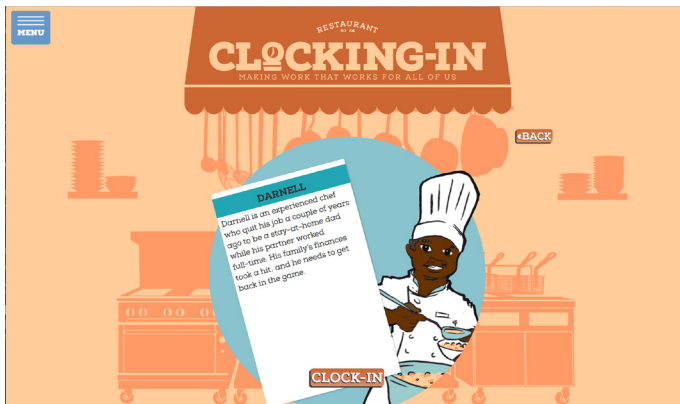 MENU
RESTAURANT
CLOCKING-IN
MAKING WORK THAT WORKS FOR ALL OF US
BACK
DARNELL
Darnell is an experienced chef
who quit his job a couple of years
ago to be a stay-at-home dad
while his partner worked
full-time. His family's finances
took a hit, and he needs to get
back in the game.
CLOCK-IN